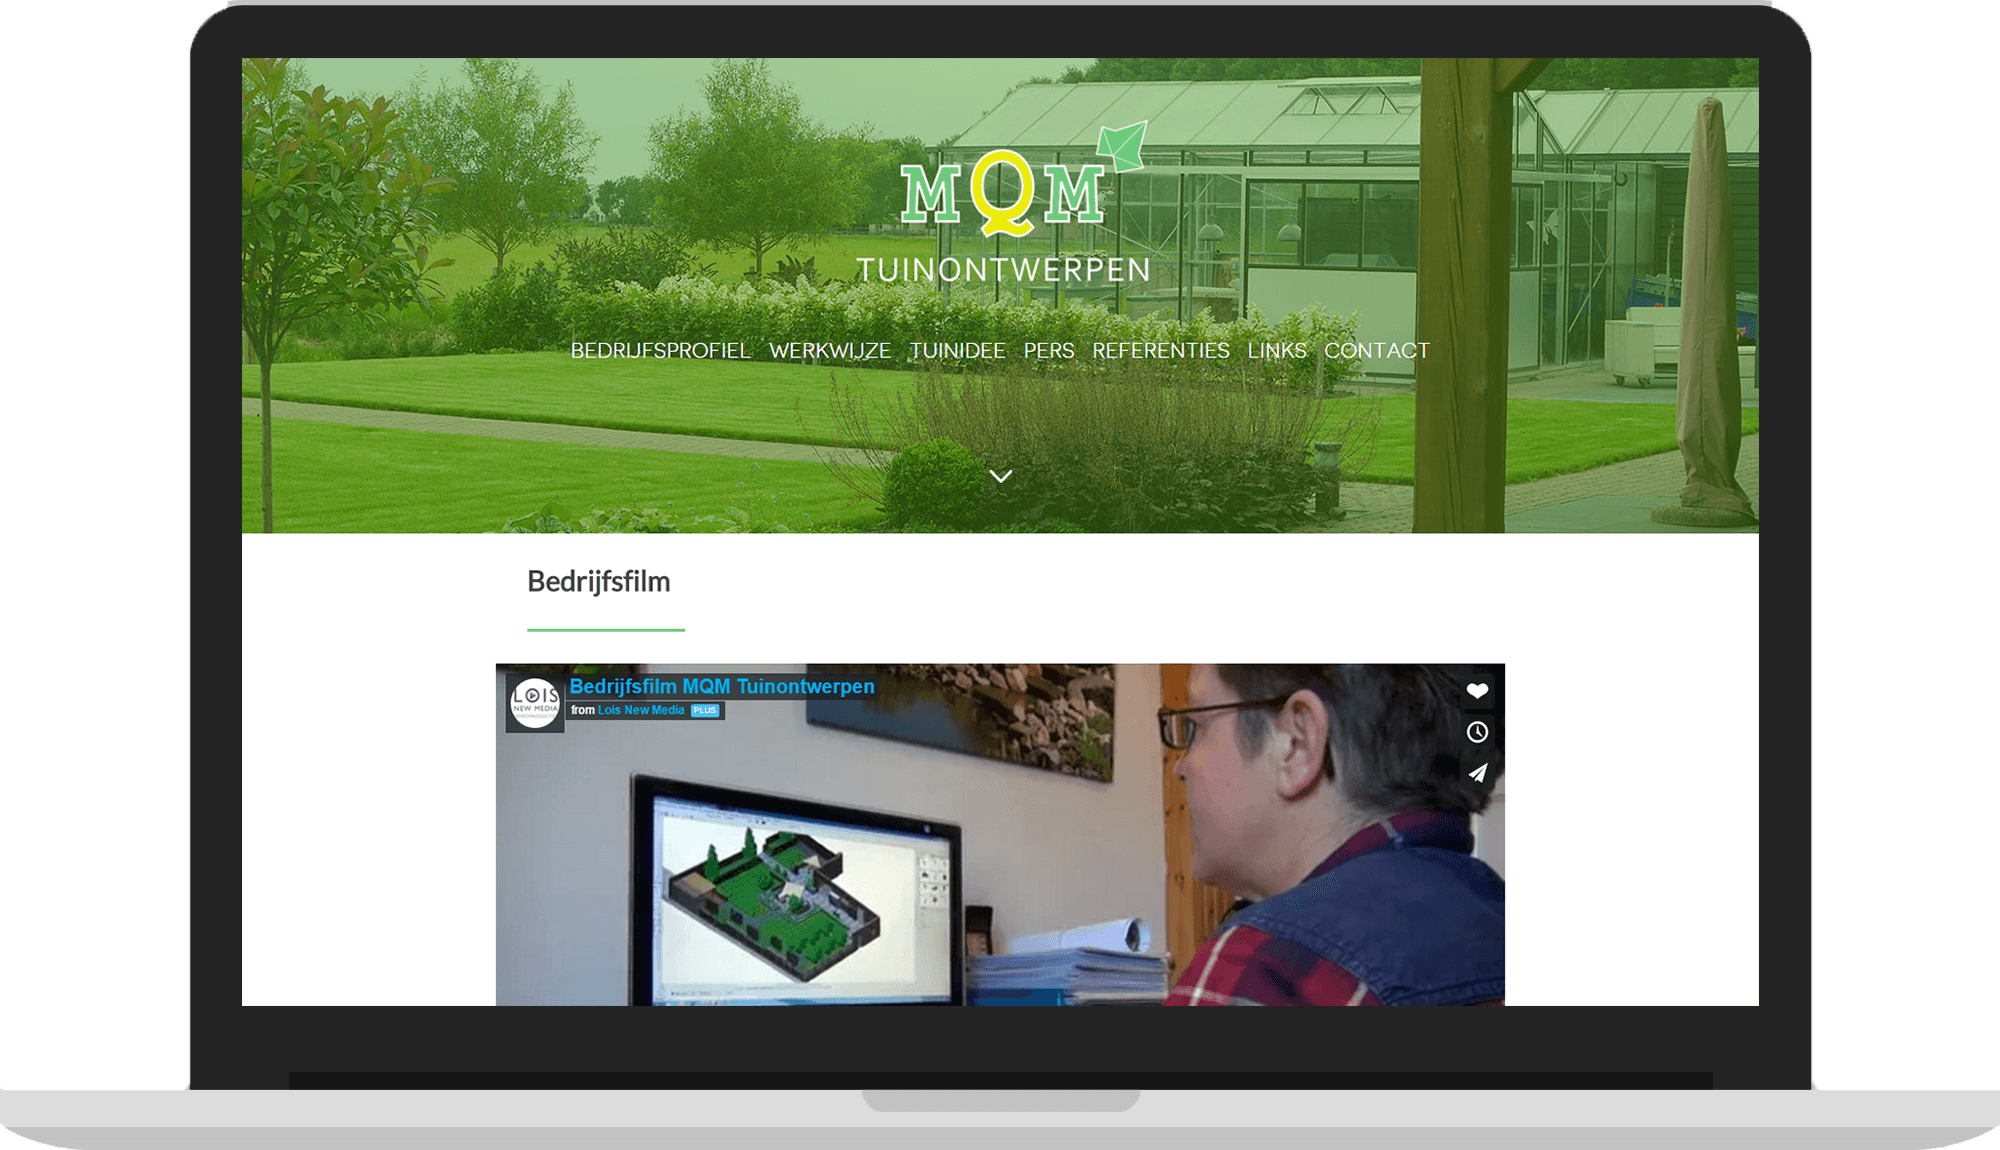 MQM
TUINONTWERPEN
BEDRIJFSPROFIEL WERKWIJZE TUINIDEE PERS REFERENTIES LINKS CONTACT
Bedrijfsfilm
LOIS
NEW MEDIA
Bedrijfsfilm MQM Tuinontwerpen
from Lois New Media PLUS